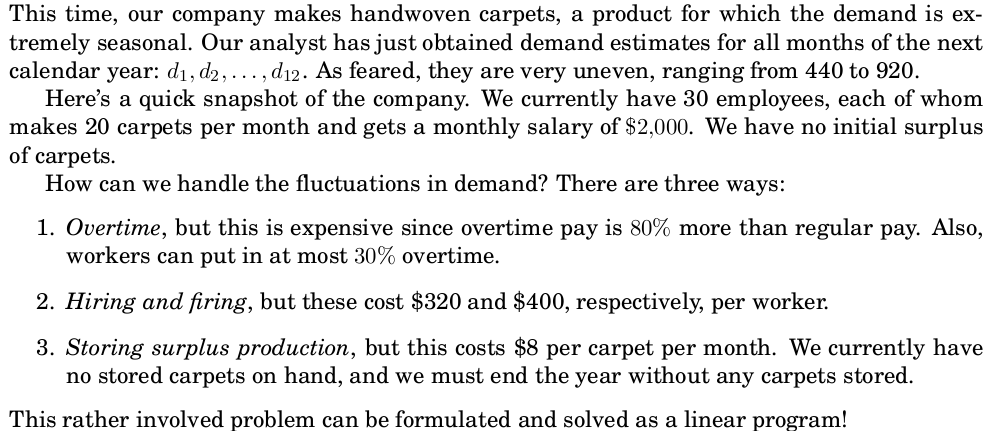 This time, our company makes handwoven carpets, a product for which the demand is ex-
tremely seasonal. Our analyst has just obtained demand estimates for all months of the next
calendar year: d₁, d₂, . . . , d₁₂. As feared, they are very uneven, ranging from 440 to 920.
Here's a quick snapshot of the company. We currently have 30 employees, each of whom
makes 20 carpets per month and gets a monthly salary of $2,000. We have no initial surplus
of carpets.
How can we handle the fluctuations in demand? There are three ways:
1. Overtime, but this is expensive since overtime pay is 80% more than regular pay. Also,
workers can put in at most 30% overtime.
2. Hiring and firing, but these cost $320 and $400, respectively, per worker.
3. Storing surplus production, but this costs $8 per carpet per month. We currently have
no stored carpets on hand, and we must end the year without any carpets stored.
This rather involved problem can be formulated and solved as a linear program!